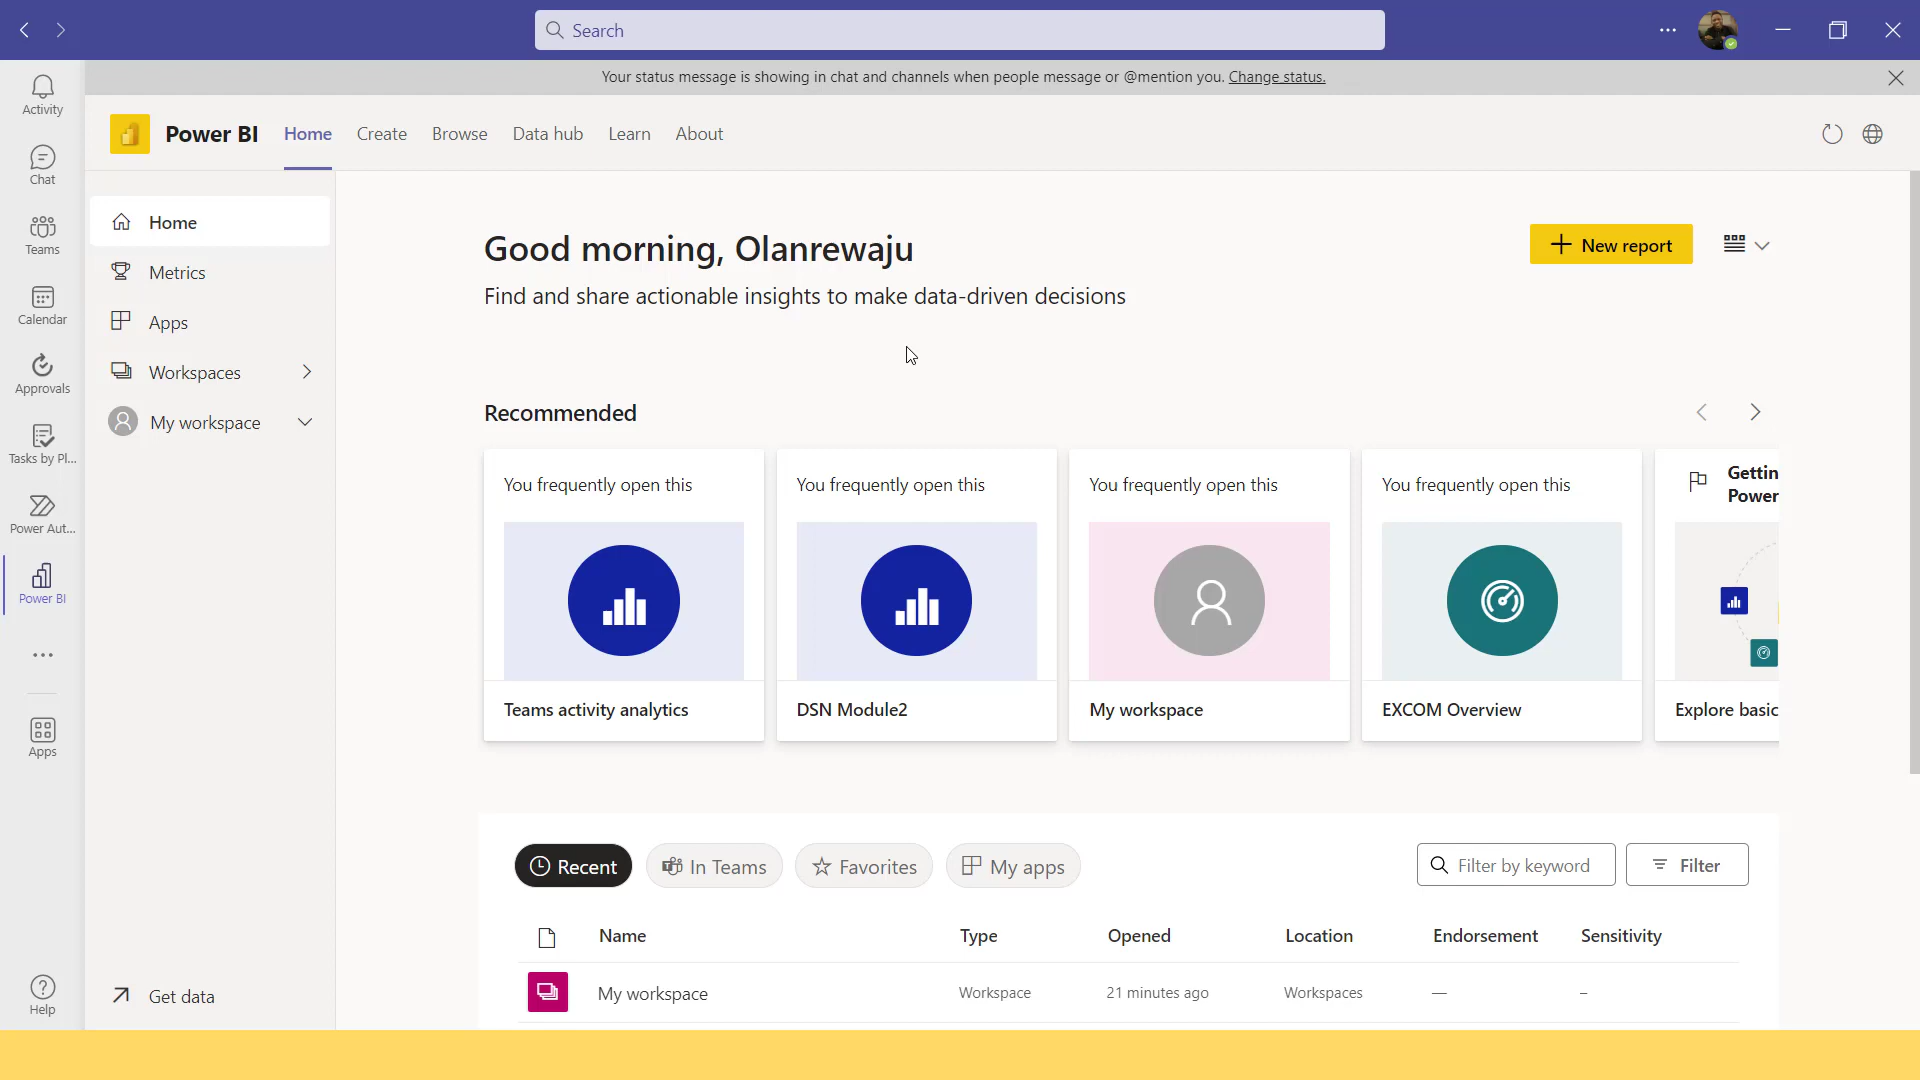 Search
Your status message is showing in chat and channels when people message or @mention you. Change status.
Activity
Chat
Teams
Calendar
Approvals
Tasks by Pl...
Power Aut...
Power BI
Apps
Help
Power BI
Home
Create
Browse
Data hub
Learn
About
Home
Metrics
Apps
Workspaces
My workspace
Get data
Good morning, Olanrewaju
Find and share actionable insights to make data-driven decisions
New report
Recommended
You frequently open this
Teams activity analytics
You frequently open this
DSN Module2
You frequently open this
My workspace
You frequently open this
EXCOM Overview
Gettin
Power
Explore basic
Recent
In Teams
Favorites
My apps
Filter by keyword
Filter
Name Type Opened Location Endorsement Sensitivity
My workspace Workspace 21 minutes ago Workspaces — –